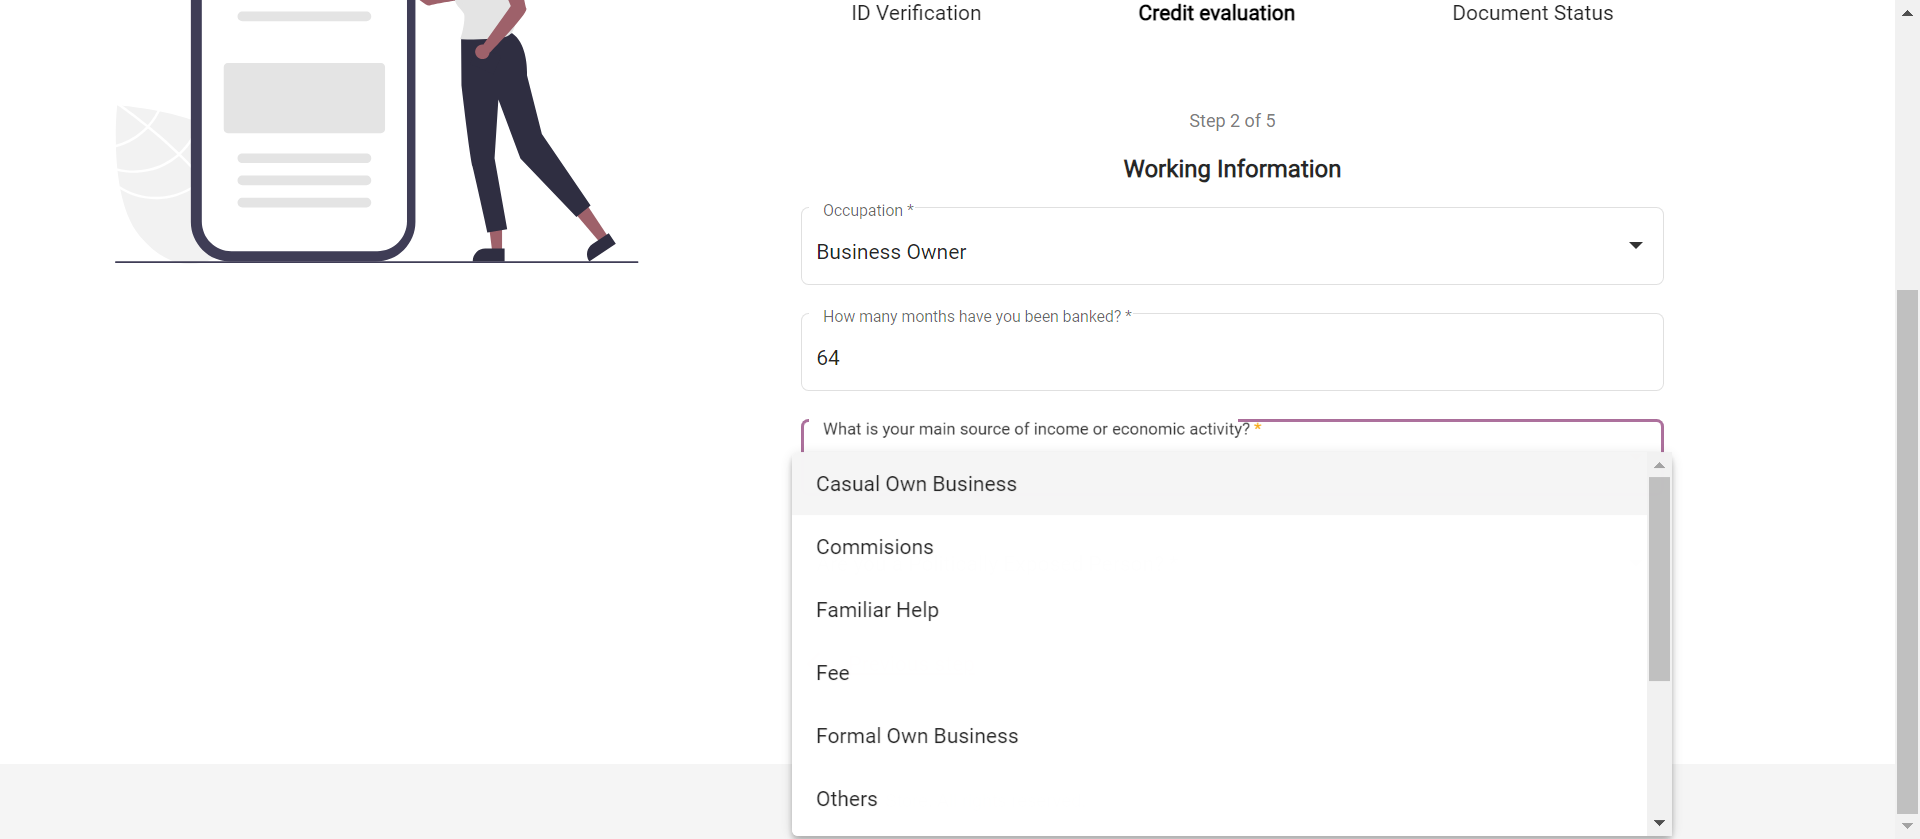 ID Verification
Credit evaluation
Document Status
Step 2 of 5
Working Information
Occupation *
Business Owner
How many months have you been banked? *
64
What is your main source of income or economic activity? *
Casual Own Business
Commisions
Familiar Help
Fee
Formal Own Business
Others